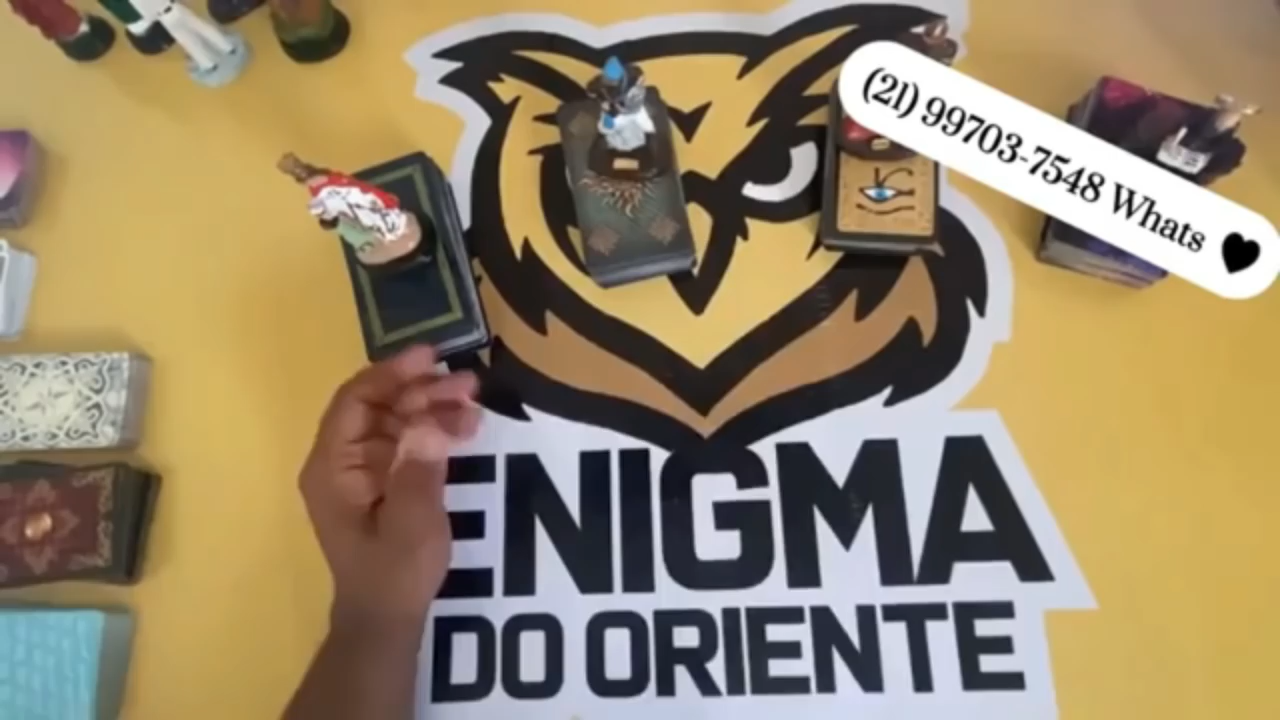 (21) 99703-7548 Whats 🖤
ENIGMA
DO ORIENTE